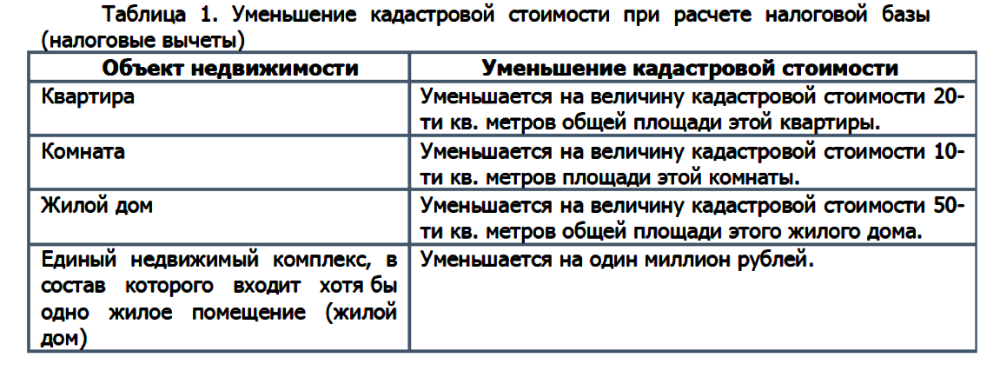 Таблица 1. Уменьшение кадастровой стоимости при расчете налоговой базы
(налоговые вычеты)
Объект недвижимости
Уменьшение кадастровой стоимости
Квартира
Уменьшается на величину кадастровой стоимости 20-
ти кв. метров общей площади этой квартиры.
Комната
Уменьшается на величину кадастровой стоимости 10-
ти кв. метров площади этой комнаты.
Жилой дом
Уменьшается на величину кадастровой стоимости 50-
ти кв. метров общей площади этого жилого дома.
Единый недвижимый комплекс, в
состав которого входит хотя бы
одно жилое помещение (жилой
дом)
Уменьшается на один миллион рублей.